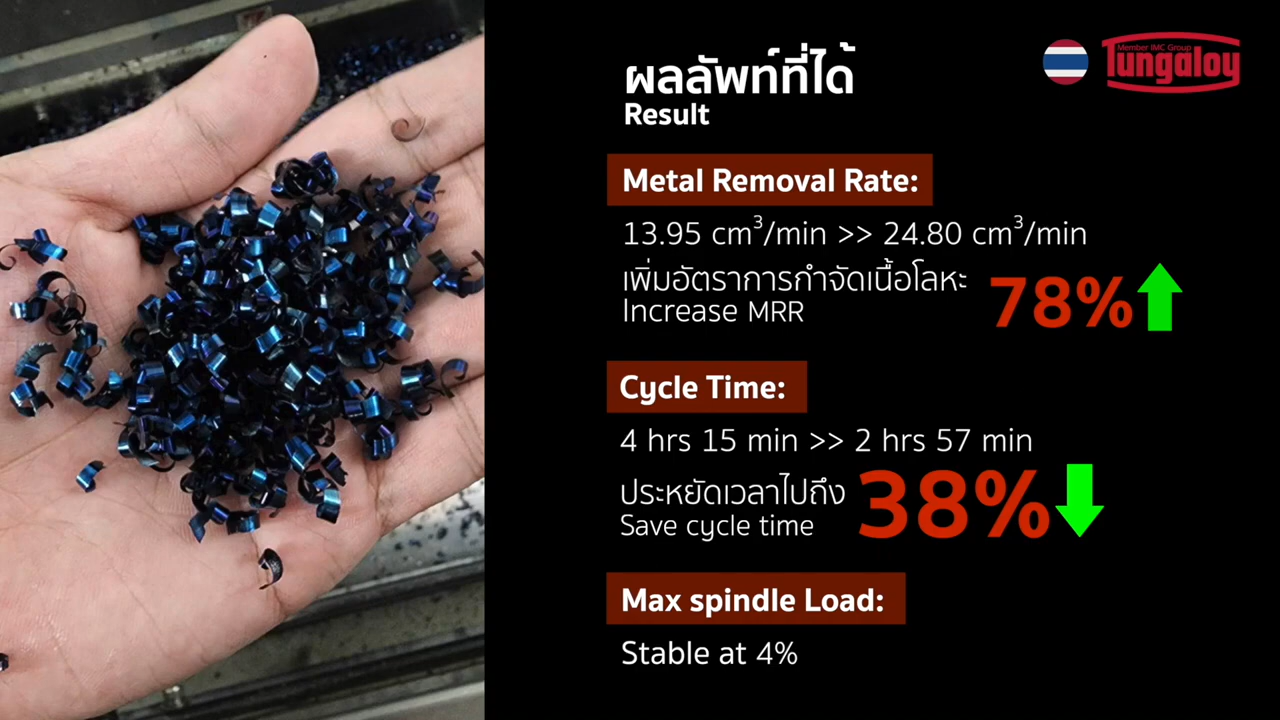 ผลลัพท์ที่ได้
Result
Member IMC Group
Tungaloy
Metal Removal Rate:
13.95 cm³/min >> 24.80 cm³/min
เพิ่มอัตราการกำจัดเนื้อโลหะ
Increase MRR
78%
Cycle Time:
4 hrs 15 min >> 2 hrs 57 min
ประหยัดเวลาไปถึง
Save cycle time
38%
Max spindle Load:
Stable at 4%